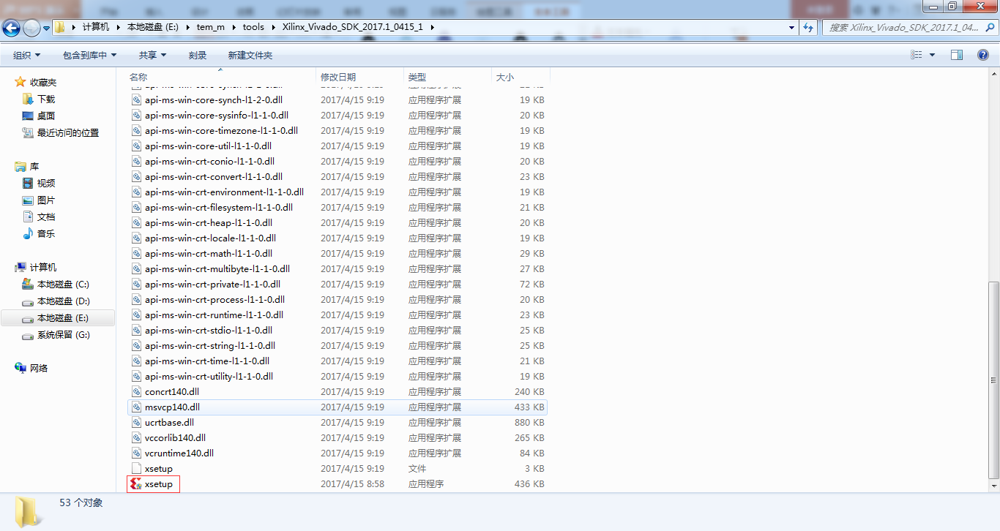 计算机 本地磁盘 (E:) tem_m tools Xilinx_Vivado_SDK_2017.1_0415_1 搜索 Xilinx_Vivado_SDK_2017.1_04...
组织 包含到库中 共享 刻录 新建文件夹
收藏夹
下载
桌面
最近访问的位置
库
视频
图片
文档
音乐
计算机
本地磁盘 (C:)
本地磁盘 (D:)
本地磁盘 (E:)
系统保留 (G:)
网络
名称 修改日期 类型 大小
api-ms-win-core-synch-l1-2-0.dll 2017/4/15 9:19 应用程序扩展 19 KB
api-ms-win-core-sysinfo-l1-1-0.dll 2017/4/15 9:19 应用程序扩展 20 KB
api-ms-win-core-timezone-l1-1-0.dll 2017/4/15 9:19 应用程序扩展 19 KB
api-ms-win-core-util-l1-1-0.dll 2017/4/15 9:19 应用程序扩展 19 KB
api-ms-win-crt-conio-l1-1-0.dll 2017/4/15 9:19 应用程序扩展 20 KB
api-ms-win-crt-convert-l1-1-0.dll 2017/4/15 9:19 应用程序扩展 23 KB
api-ms-win-crt-environment-l1-1-0.dll 2017/4/15 9:19 应用程序扩展 19 KB
api-ms-win-crt-filesystem-l1-1-0.dll 2017/4/15 9:19 应用程序扩展 21 KB
api-ms-win-crt-heap-l1-1-0.dll 2017/4/15 9:19 应用程序扩展 20 KB
api-ms-win-crt-locale-l1-1-0.dll 2017/4/15 9:19 应用程序扩展 19 KB
api-ms-win-crt-math-l1-1-0.dll 2017/4/15 9:19 应用程序扩展 29 KB
api-ms-win-crt-multibyte-l1-1-0.dll 2017/4/15 9:19 应用程序扩展 27 KB
api-ms-win-crt-private-l1-1-0.dll 2017/4/15 9:19 应用程序扩展 72 KB
api-ms-win-crt-process-l1-1-0.dll 2017/4/15 9:19 应用程序扩展 20 KB
api-ms-win-crt-runtime-l1-1-0.dll 2017/4/15 9:19 应用程序扩展 23 KB
api-ms-win-crt-stdio-l1-1-0.dll 2017/4/15 9:19 应用程序扩展 25 KB
api-ms-win-crt-string-l1-1-0.dll 2017/4/15 9:19 应用程序扩展 25 KB
api-ms-win-crt-time-l1-1-0.dll 2017/4/15 9:19 应用程序扩展 21 KB
api-ms-win-crt-utility-l1-1-0.dll 2017/4/15 9:19 应用程序扩展 19 KB
concrt140.dll 2017/4/15 9:19 应用程序扩展 240 KB
msvcp140.dll 2017/4/15 9:19 应用程序扩展 433 KB
ucrtbase.dll 2017/4/15 9:19 应用程序扩展 880 KB
vccorlib140.dll 2017/4/15 9:19 应用程序扩展 265 KB
vcruntime140.dll 2017/4/15 9:19 应用程序扩展 84 KB
xsetup 2017/4/15 9:19 文件 3 KB
xsetup 2017/4/15 8:58 应用程序 436 KB
53 个对象